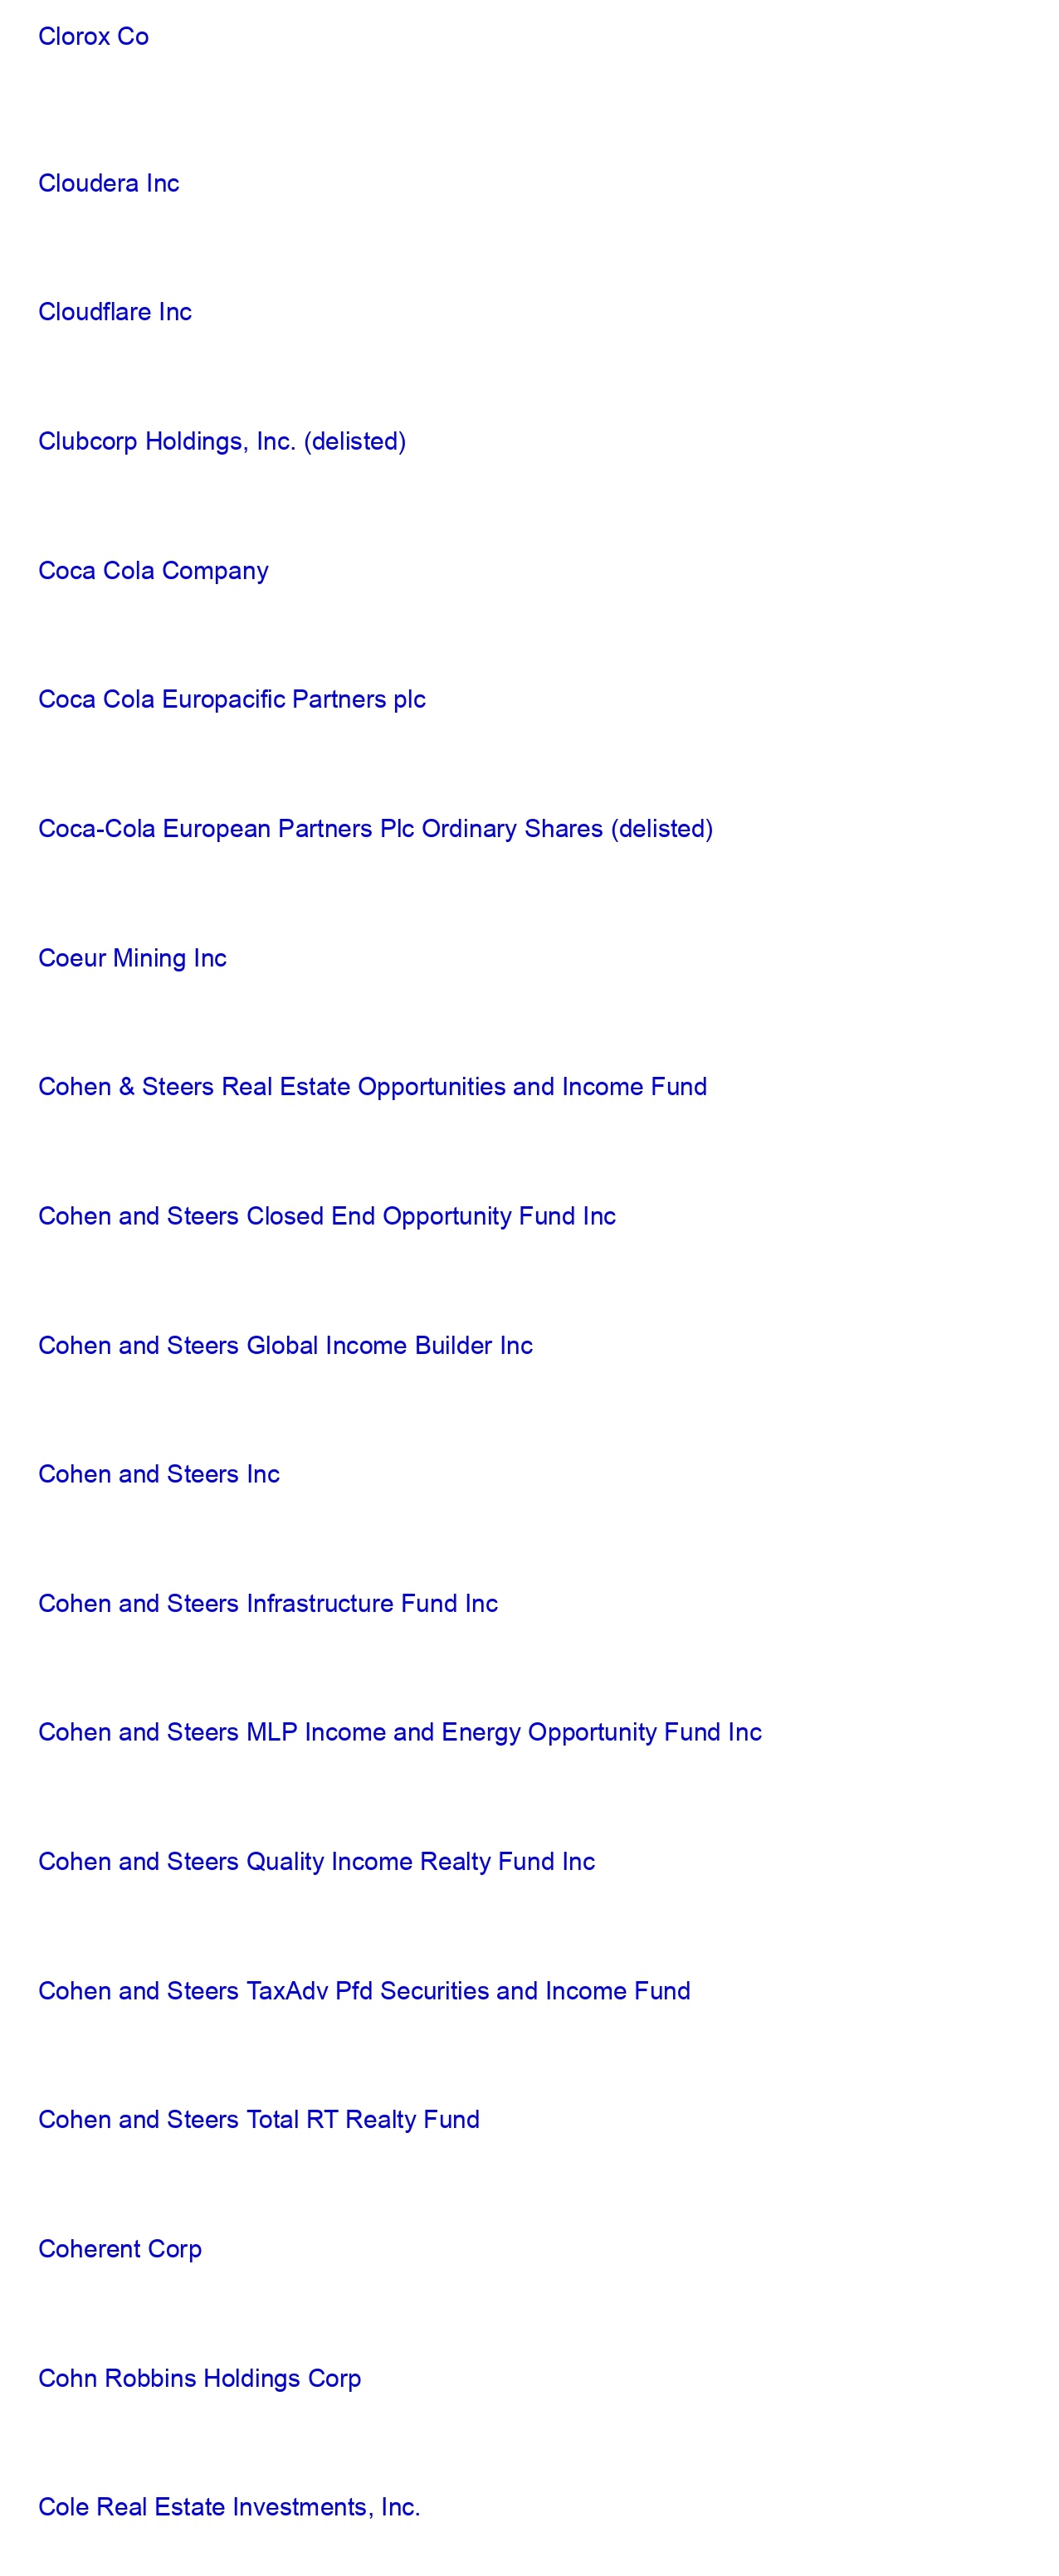 Clorox Co
Cloudera Inc
Cloudflare Inc
Clubcorp Holdings, Inc. (delisted)
Coca Cola Company
Coca Cola Europacific Partners plc
Coca-Cola European Partners Plc Ordinary Shares (delisted)
Coeur Mining Inc
Cohen & Steers Real Estate Opportunities and Income Fund
Cohen and Steers Closed End Opportunity Fund Inc
Cohen and Steers Global Income Builder Inc
Cohen and Steers Inc
Cohen and Steers Infrastructure Fund Inc
Cohen and Steers MLP Income and Energy Opportunity Fund Inc
Cohen and Steers Quality Income Realty Fund Inc
Cohen and Steers TaxAdv Pfd Securities and Income Fund
Cohen and Steers Total RT Realty Fund
Coherent Corp
Cohn Robbins Holdings Corp
Cole Real Estate Investments, Inc.